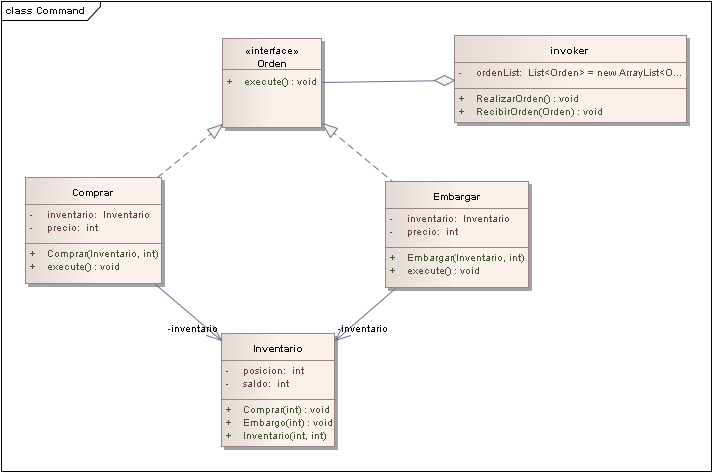 class Command
«interface»
Orden
+ execute() : void
invoker
- ordenList: List<Orden> = new ArrayList<O...
+ RealizarOrden() : void
+ RecibirOrden(Orden) : void
Comprar
- inventario: Inventario
- precio: int
+ Comprar(Inventario, int)
+ execute() : void
Embargar
- inventario: Inventario
- precio: int
+ Embargar(Inventario, int)
+ execute() : void
-inventario
-inventario
Inventario
- posicion: int
- saldo: int
+ Comprar(int) : void
+ Embargo(int) : void
+ Inventario(int, int)